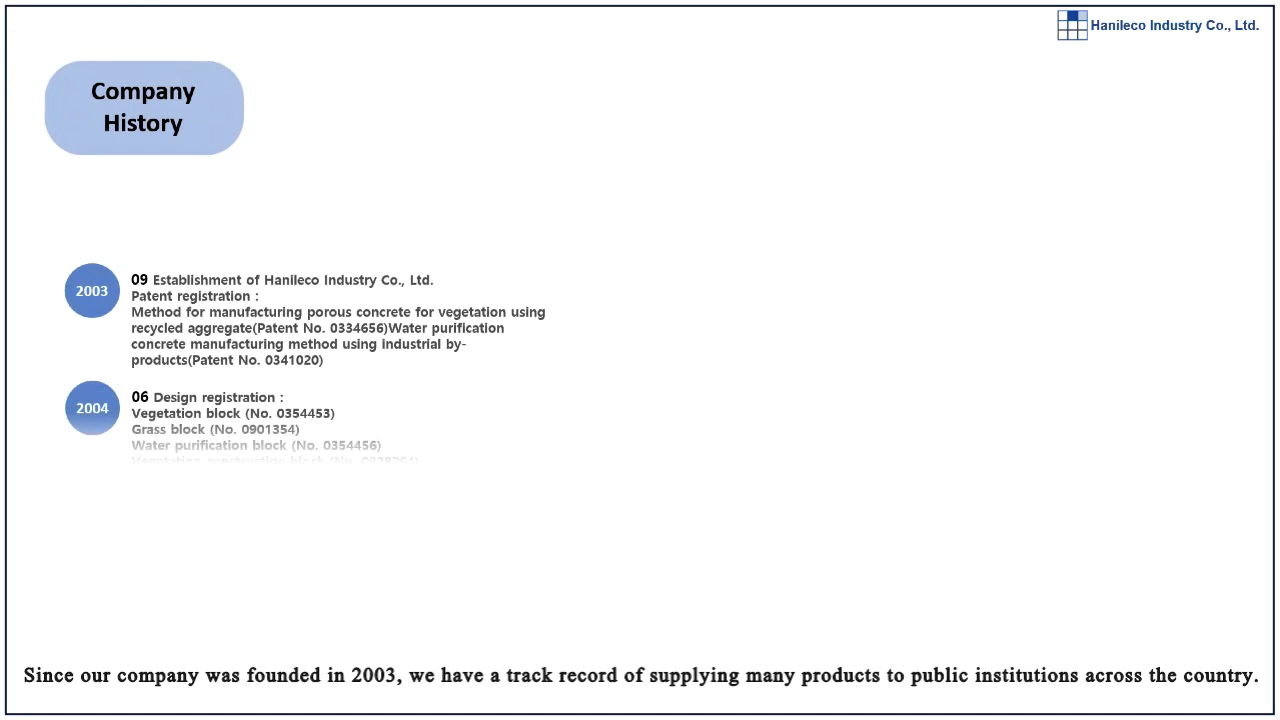 Hanileco Industry Co., Ltd.
Company
History
2003
09 Establishment of Hanileco Industry Co., Ltd.
Patent registration :
Method for manufacturing porous concrete for vegetation using
recycled aggregate(Patent No. 0334656)Water purification
concrete manufacturing method using industrial by-
products(Patent No. 0341020)
2004
06 Design registration :
Vegetation block (No. 0354453)
Grass block (No. 0901354)
Water purification block (No. 0354456)
Since our company was founded in 2003, we have a track record of supplying many products to public institutions across the country.